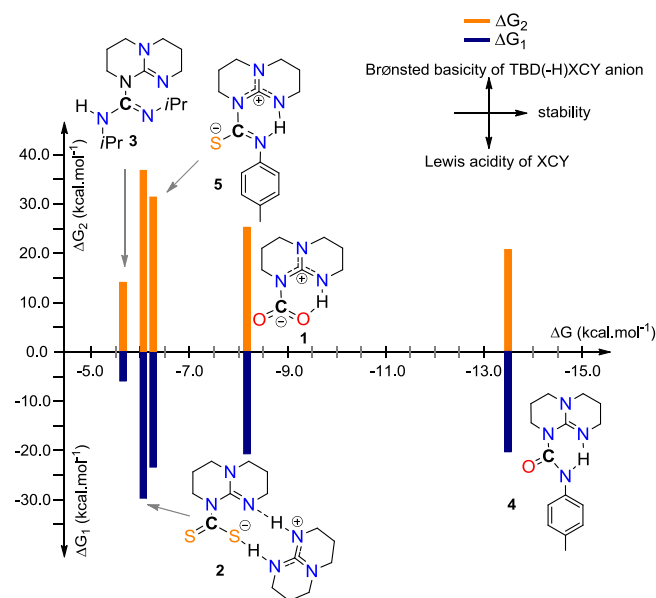 ΔG₂
ΔG₁
Brønsted basicity of TBD(-H)XCY anion
stability
Lewis acidity of XCY
N
N
N
C
H
N
N
iPr
iPr
3
N
⊕
N
N
H
⊖
S
C
N
5
40.0
30.0
20.0
10.0
0.0
-10.0
-20.0
-30.0
ΔG₂ (kcal.mol⁻¹)
ΔG₁ (kcal.mol⁻¹)
N
N
⊕
N
H
C
O
⊖
O
1
ΔG (kcal.mol⁻¹)
-5.0
-7.0
-9.0
-11.0
-13.0
-15.0
N
N
N
C
H
O
N
4
N
N
N
H
⊕
N
C
⊖
S
S
H
N
N
2